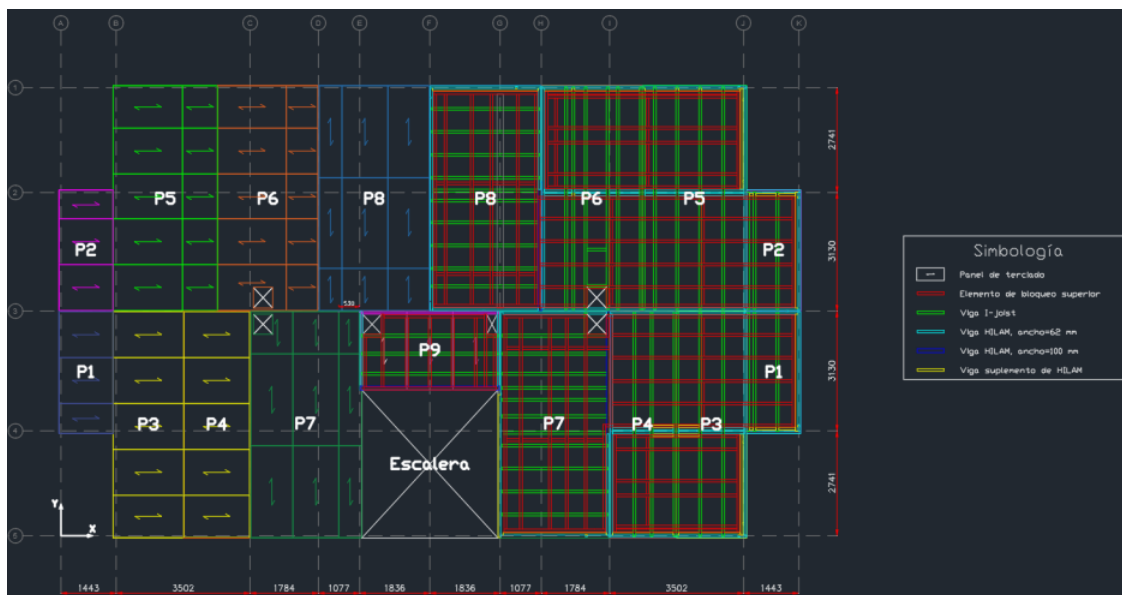 A B C D E F G H I J K
1
2741
2
P5 P6 P8 P8 P6 P5
P2 P2
3130
3
530
P9
P1 P1
3130
4
P3 P4 P7 P7 P4 P3
Escalera
2741
Y
X
5
1443 3502 1784 1077 1836 1836 1077 1784 3502 1443
Simbología
Panel de terciado
Elemento de bloqueo superior
Viga I-joist
Viga HILAM, ancho=62 mm
Viga HILAM, ancho=100 mm
Viga suplemento de HILAM